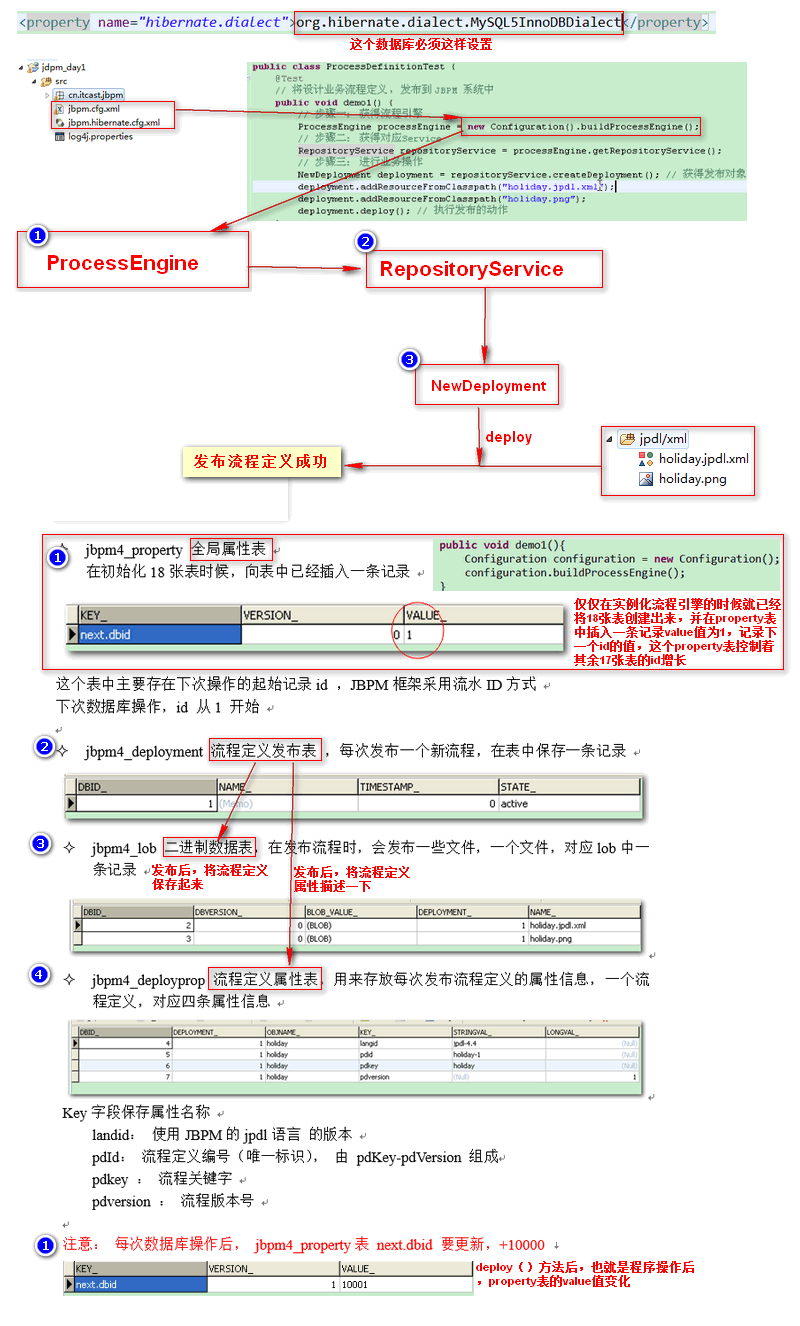 <property name="hibernate.dialect">org.hibernate.dialect.MySQL5InnoDBDialect</property>
这个数据库必须这样设置
jdpm_day1
src
cn.itcast.jbpm
jbpm.cfg.xml
jbpm.hibernate.cfg.xml
log4j.properties
public class ProcessDefinitionTest {
@Test
// 将设计业务流程定义，发布到 JBPM 系统中
public void demo1() {
// 步骤一：获得流程引擎
ProcessEngine processEngine = new Configuration().buildProcessEngine();
// 步骤二：获得对应Service
RepositoryService repositoryService = processEngine.getRepositoryService();
// 步骤三：进行业务操作
NewDeployment deployment = repositoryService.createDeployment(); // 获得发布对象
deployment.addResourceFromClasspath("holiday.jpdl.xml");
deployment.addResourceFromClasspath("holiday.png");
deployment.deploy(); // 执行发布的动作
1
ProcessEngine
2
RepositoryService
3
NewDeployment
deploy
jpdl/xml
holiday.jpdl.xml
holiday.png
发布流程定义成功
1
jbpm4_property 全局属性表
在初始化 18 张表时候，向表中已经插入一条记录
public void demo1(){
Configuration configuration = new Configuration();
configuration.buildProcessEngine();
}
KEY_ VERSION_ VALUE_
next.dbid 0 1
仅仅在实例化流程引擎的时候就已经
将18张表创建出来，并在property表
中插入一条记录value值为1，记录下
一个id的值，这个property表控制着
其余17张表的id增长
这个表中主要存在下次操作的起始记录 id ，JBPM 框架采用流水 ID 方式
下次数据库操作，id 从 1 开始
2
jbpm4_deployment 流程定义发布表 ，每次发布一个新流程，在表中保存一条记录
DBID_ NAME_ TIMESTAMP_ STATE_
1 (Memo) 0 active
3
jbpm4_lob 二进制数据表，在发布流程时，会发布一些文件，一个文件，对应 lob 中一
条记录
发布后，将流程定义
保存起来
发布后，将流程定义
属性描述一下
DBID_ DBVERSION_ BLOB_VALUE_ DEPLOYMENT_ NAME_
2 0 (BLOB) 1 holiday.jpdl.xml
3 0 (BLOB) 1 holiday.png
4
jbpm4_deployprop 流程定义属性表，用来存放每次发布流程定义的属性信息，一个流
程定义，对应四条属性信息
DBID_ DEPLOYMENT_ OBJNAME_ KEY_ STRINGVAL_ LONGVAL_
4 1 holiday langid jpdl-4.4 (Null)
5 1 holiday pdid holiday-1 (Null)
6 1 holiday pdkey holiday (Null)
7 1 holiday pdversion (Null) 1
Key 字段保存属性名称
landid： 使用 JBPM 的 jpdl 语言 的版本
pdId： 流程定义编号（唯一标识）， 由 pdKey-pdVersion 组成
pdkey ： 流程关键字
pdversion ： 流程版本号
1
注意： 每次数据库操作后， jbpm4_property 表 next.dbid 要更新，+10000
KEY_ VERSION_ VALUE_
next.dbid 1 10001
deploy（）方法后，也就是程序操作后
，property表的value值变化